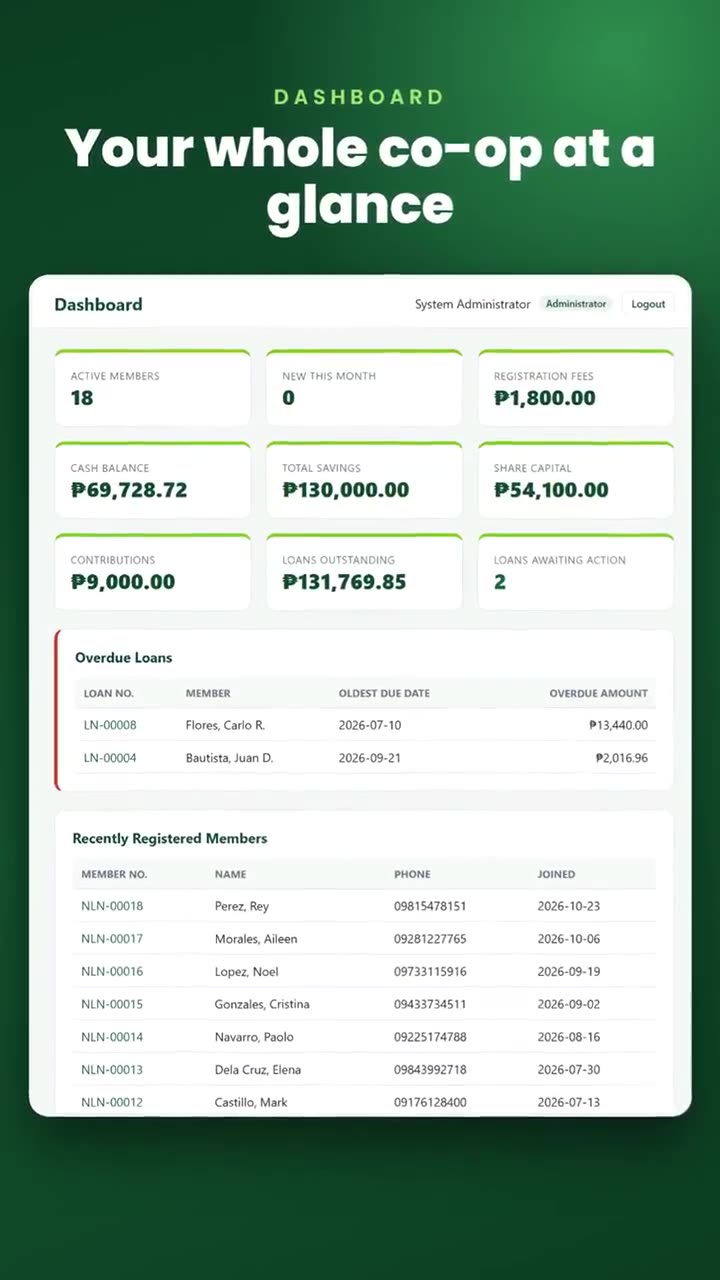 DASHBOARD
Your whole co-op at a
glance
Dashboard System Administrator Administrator Logout
ACTIVE MEMBERS NEW THIS MONTH REGISTRATION FEES
18 0 ₱1,800.00
CASH BALANCE TOTAL SAVINGS SHARE CAPITAL
₱69,728.72 ₱130,000.00 ₱54,100.00
CONTRIBUTIONS LOANS OUTSTANDING LOANS AWAITING ACTION
₱9,000.00 ₱131,769.85 2
Overdue Loans
LOAN NO. MEMBER OLDEST DUE DATE OVERDUE AMOUNT
LN-00008 Flores, Carlo R. 2026-07-10 ₱13,440.00
LN-00004 Bautista, Juan D. 2026-09-21 ₱2,016.96
Recently Registered Members
MEMBER NO. NAME PHONE JOINED
NLN-00018 Perez, Rey 09815478151 2026-10-23
NLN-00017 Morales, Aileen 09281227765 2026-10-06
NLN-00016 Lopez, Noel 09733115916 2026-09-19
NLN-00015 Gonzales, Cristina 09433734511 2026-09-02
NLN-00014 Navarro, Paolo 09225174788 2026-08-16
NLN-00013 Dela Cruz, Elena 09843992718 2026-07-30
NLN-00012 Castillo, Mark 09176128400 2026-07-13